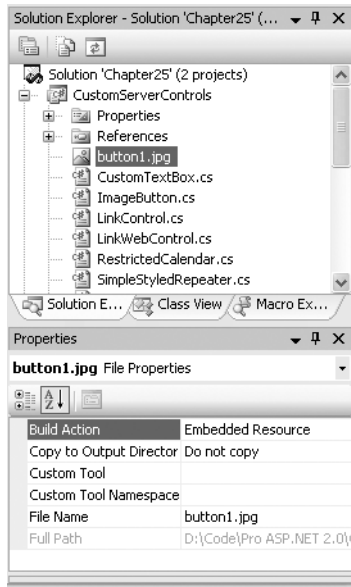 Solution Explorer - Solution 'Chapter25' (...
Solution 'Chapter25' (2 projects)
CustomServerControls
Properties
References
button1.jpg
CustomTextBox.cs
ImageButton.cs
LinkControl.cs
LinkWebControl.cs
RestrictedCalendar.cs
SimpleStyledRepeater.cs
Solution E... Class View Macro Ex...
Properties
button1.jpg File Properties
Build Action Embedded Resource
Copy to Output Director Do not copy
Custom Tool
Custom Tool Namespace
File Name button1.jpg
Full Path D:\Code\Pro ASP.NET 2.0\